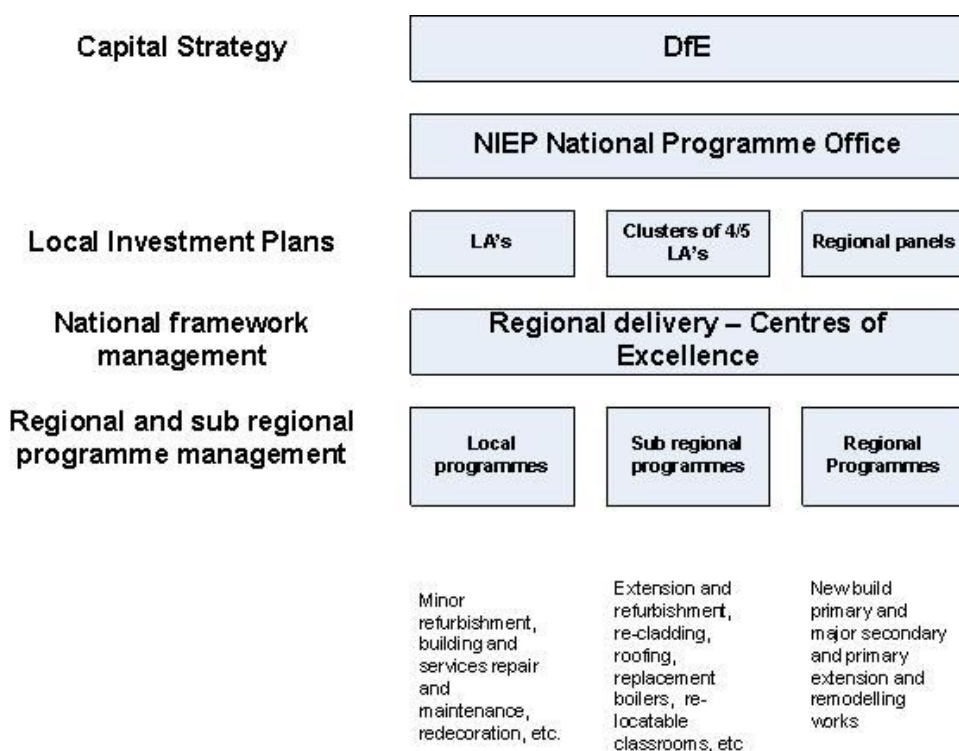 Capital Strategy
DfE
NIEP National Programme Office
Local Investment Plans
LA's
Clusters of 4/5
LA's
Regional panels
National framework
management
Regional delivery – Centres of
Excellence
Regional and sub regional
programme management
Local
programmes
Sub regional
programmes
Regional
Programmes
Minor
refurbishment,
building and
services repair
and
maintenance,
redecoration, etc.
Extension and
refurbishment,
re-cladding,
roofing,
replacement
boilers, re-
locatable
classrooms, etc
New build
primary and
major secondary
and primary
extension and
remodelling
works